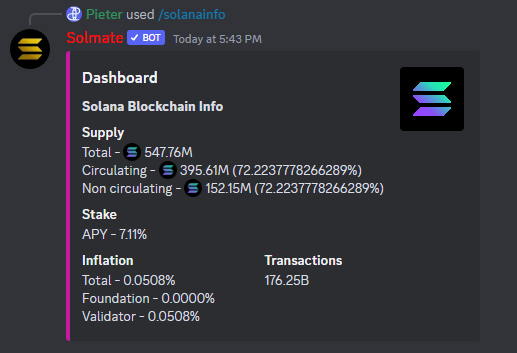 Pieter used /solanainfo
Solmate ✓ BOT Today at 5:43 PM
Dashboard
Solana Blockchain Info
Supply
Total - 547.76M
Circulating - 395.61M (72.2237778266289%)
Non circulating - 152.15M (72.2237778266289%)
Stake
APY - 7.11%
Inflation
Total - 0.0508%
Foundation - 0.0000%
Validator - 0.0508%
Transactions
176.25B